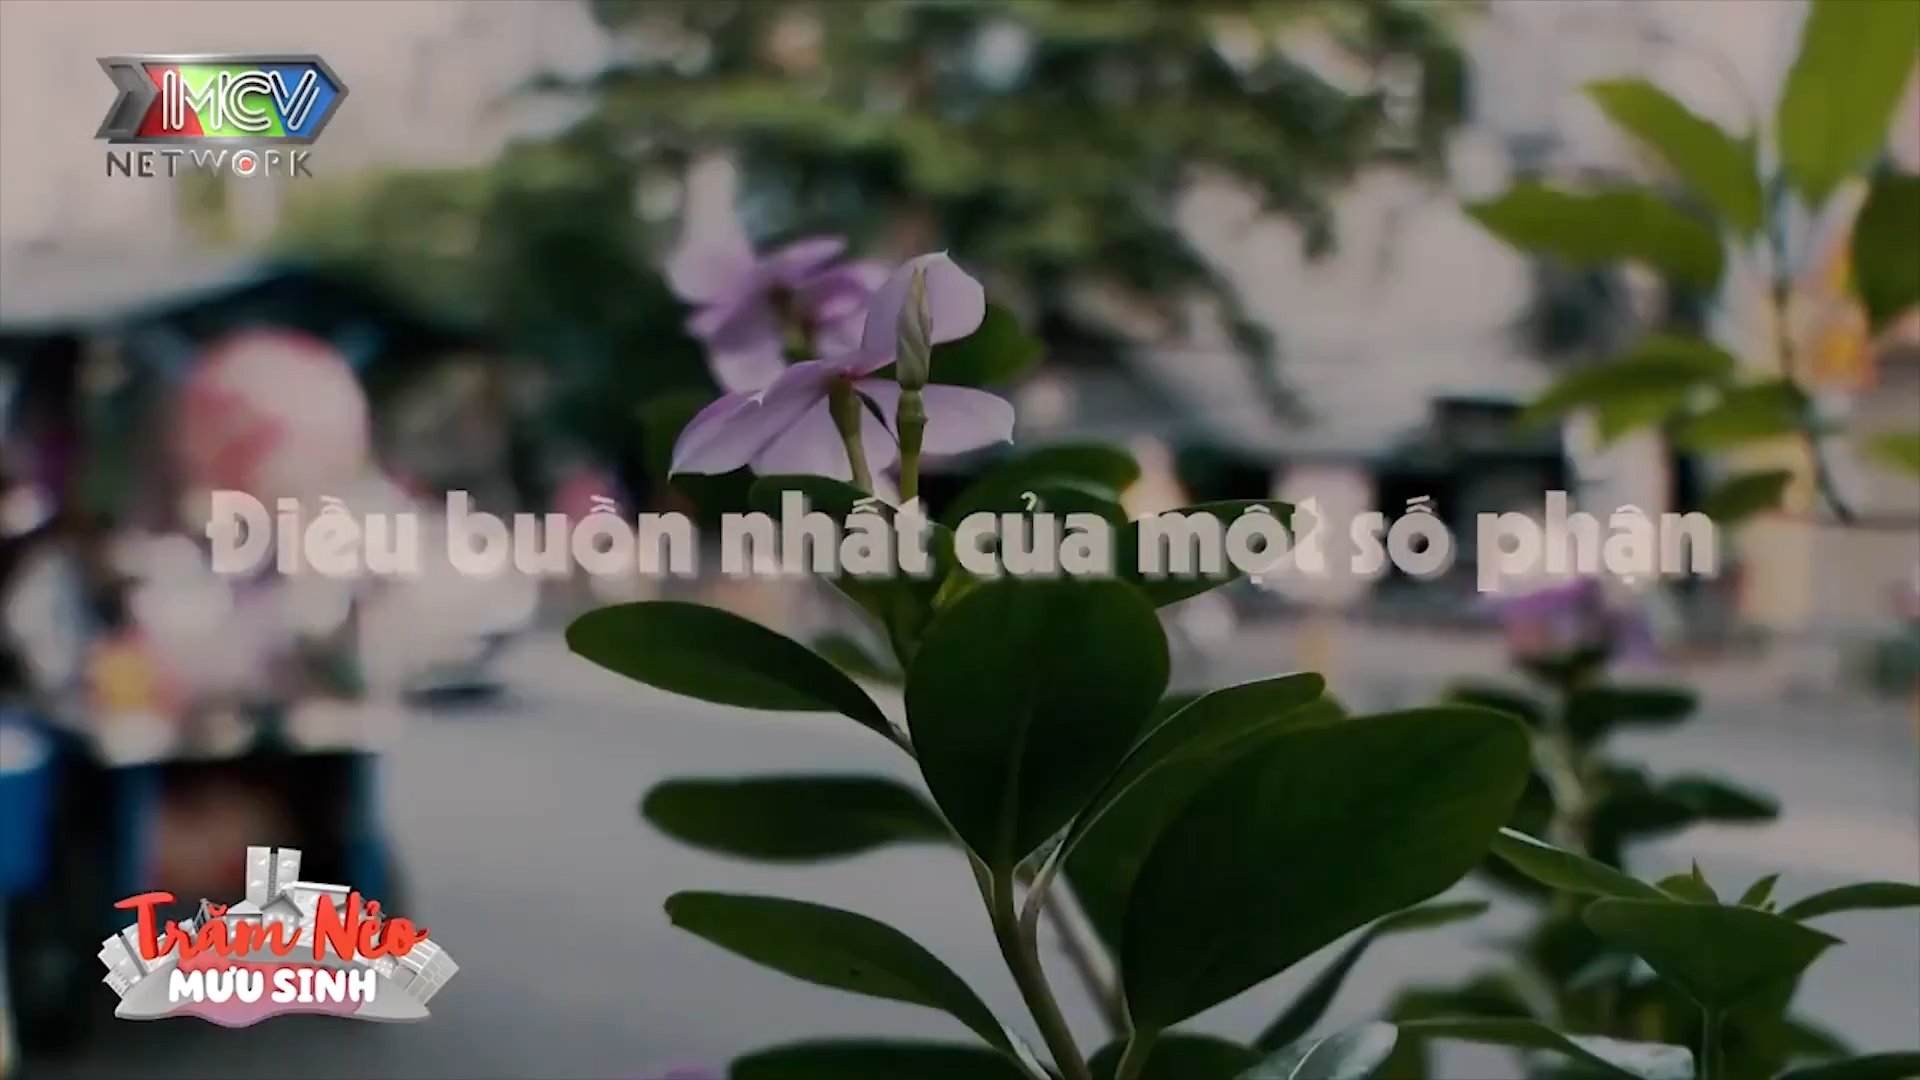 MCV
NETWORK
Điều buồn nhất của một số phận
Trăm Nẻo
MƯU SINH